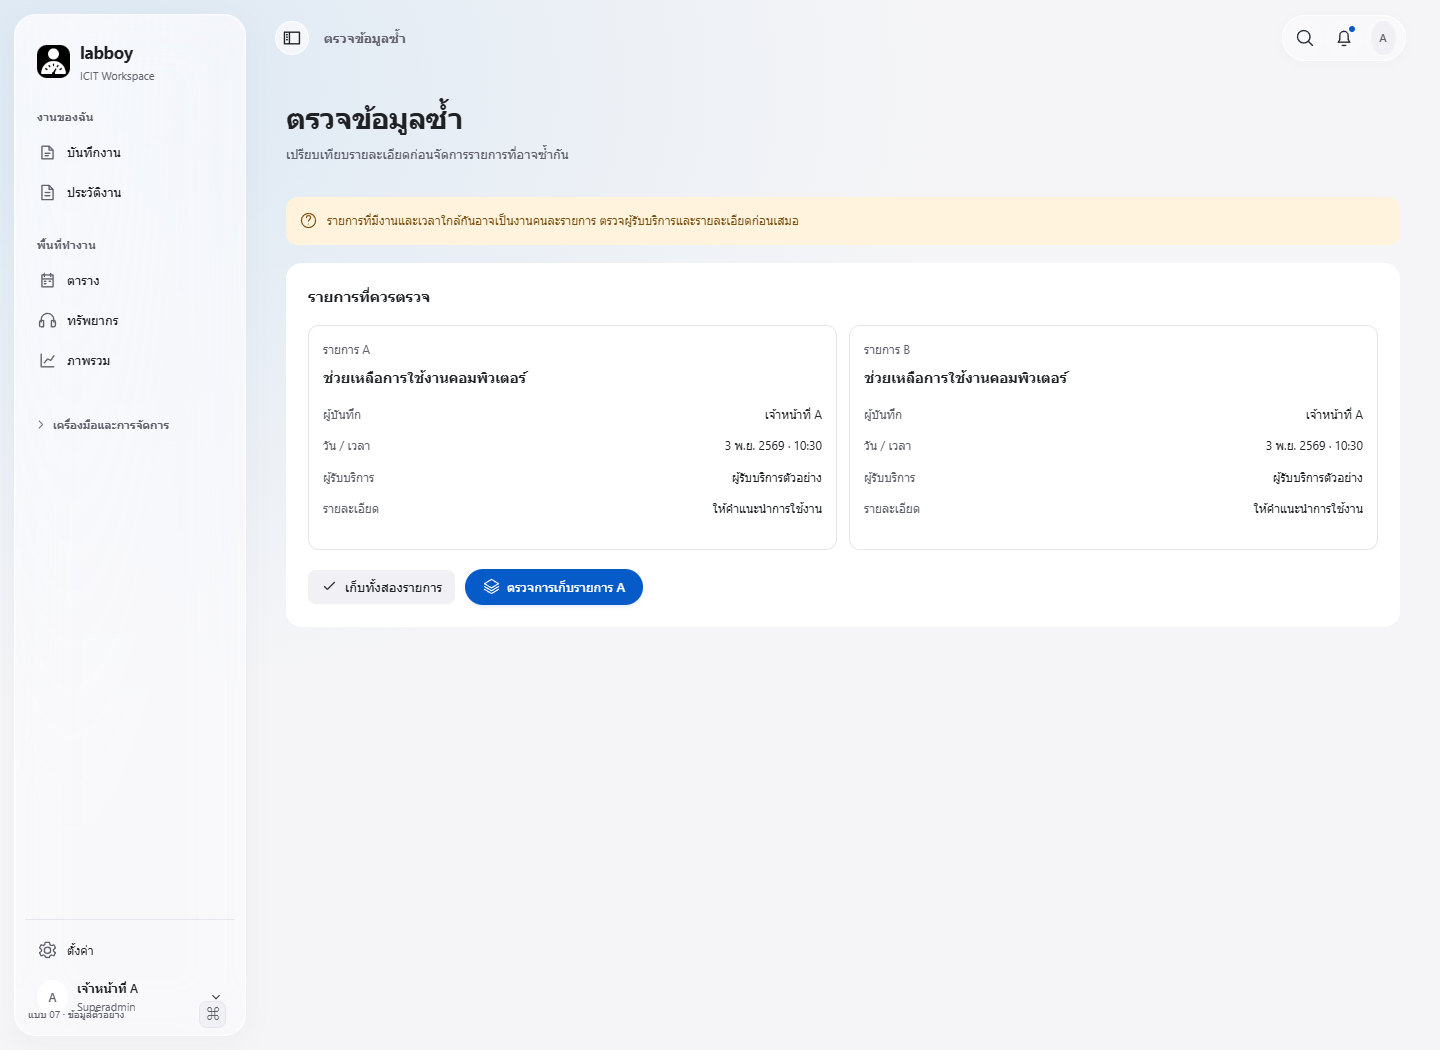 labboy
ICIT Workspace
งานของฉัน
บันทึกงาน
ประวัติงาน
พื้นที่ทำงาน
ตาราง
ทรัพยากร
ภาพรวม
เครื่องมือและการจัดการ
ตั้งค่า
A
เจ้าหน้าที่ A
Superadmin
แบบ 07 · ข้อมูลตัวอย่าง
ตรวจข้อมูลซ้ำ
A
ตรวจข้อมูลซ้ำ
เปรียบเทียบรายละเอียดก่อนจัดการรายการที่อาจซ้ำกัน
รายการที่มีงานและเวลาใกล้กันอาจเป็นงานคนละรายการ ตรวจผู้รับบริการและรายละเอียดก่อนเสมอ
รายการที่ควรตรวจ
รายการ A
ช่วยเหลือการใช้งานคอมพิวเตอร์
ผู้บันทึก เจ้าหน้าที่ A
วัน / เวลา 3 พ.ย. 2569 · 10:30
ผู้รับบริการ ผู้รับบริการตัวอย่าง
รายละเอียด ให้คำแนะนำการใช้งาน
รายการ B
ช่วยเหลือการใช้งานคอมพิวเตอร์
ผู้บันทึก เจ้าหน้าที่ A
วัน / เวลา 3 พ.ย. 2569 · 10:30
ผู้รับบริการ ผู้รับบริการตัวอย่าง
รายละเอียด ให้คำแนะนำการใช้งาน
เก็บทั้งสองรายการ
ตรวจการเก็บรายการ A